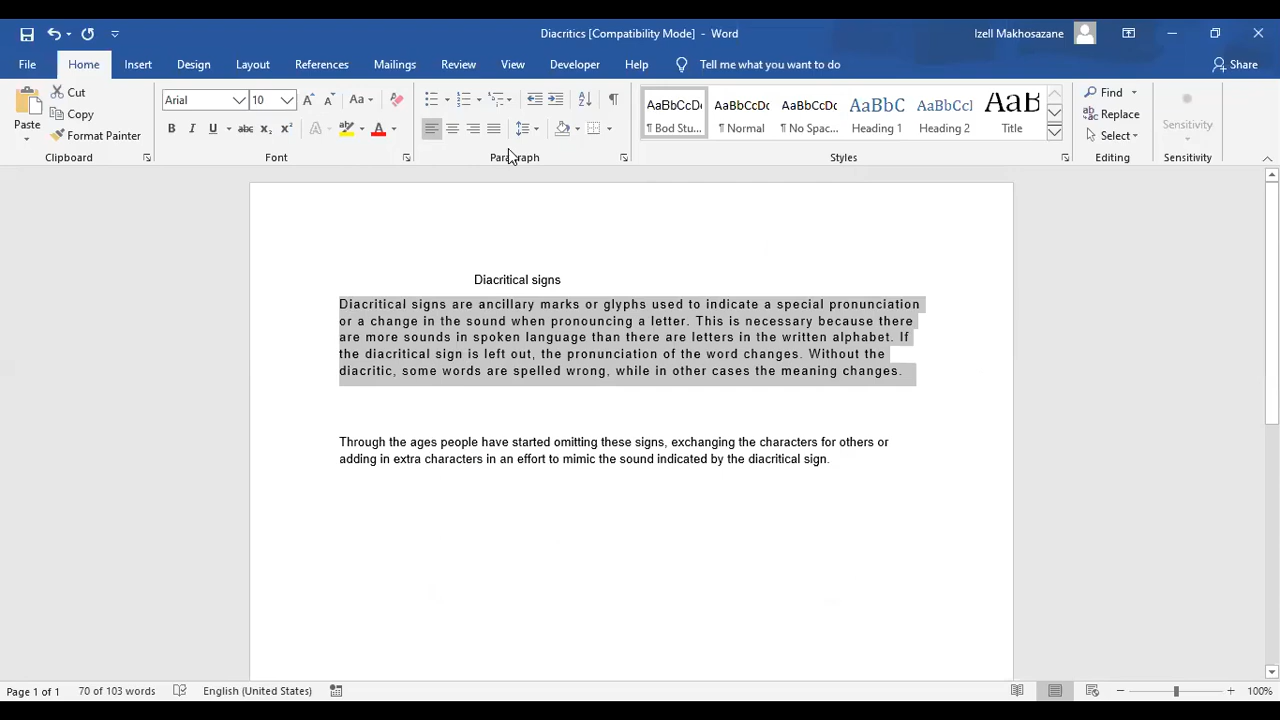 Diacritics [Compatibility Mode] - Word
Izell Makhosazane
File Home Insert Design Layout References Mailings Review View Developer Help Tell me what you want to do Share
Paste
Cut
Copy
Format Painter
Clipboard
Arial 10
Aa
B I U abc x₂ x² A A
Font
Paragraph
AaBbCcDc AaBbCcDc AaBbCcDc AaBbC AaBbCcI AaB
¶ Bod Stu... ¶ Normal ¶ No Spac... Heading 1 Heading 2 Title
Styles
Find
Replace
Select
Editing
Sensitivity
Sensitivity
Diacritical signs
Diacritical signs are ancillary marks or glyphs used to indicate a special pronunciation
or a change in the sound when pronouncing a letter. This is necessary because there
are more sounds in spoken language than there are letters in the written alphabet. If
the diacritical sign is left out, the pronunciation of the word changes. Without the
diacritic, some words are spelled wrong, while in other cases the meaning changes.
Through the ages people have started omitting these signs, exchanging the characters for others or
adding in extra characters in an effort to mimic the sound indicated by the diacritical sign.
Page 1 of 1 70 of 103 words English (United States) 100%